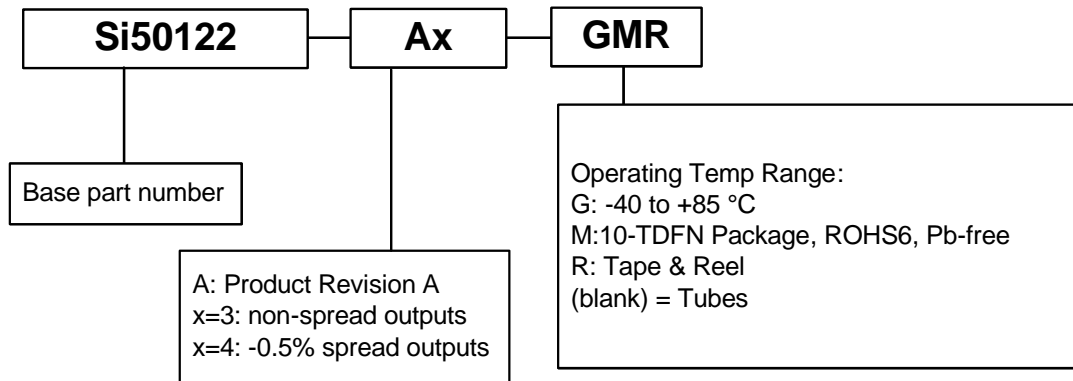 Si50122
Ax
GMR
Base part number
A: Product Revision A
x=3: non-spread outputs
x=4: -0.5% spread outputs
Operating Temp Range:
G: -40 to +85 °C
M:10-TDFN Package, ROHS6, Pb-free
R: Tape & Reel
(blank) = Tubes